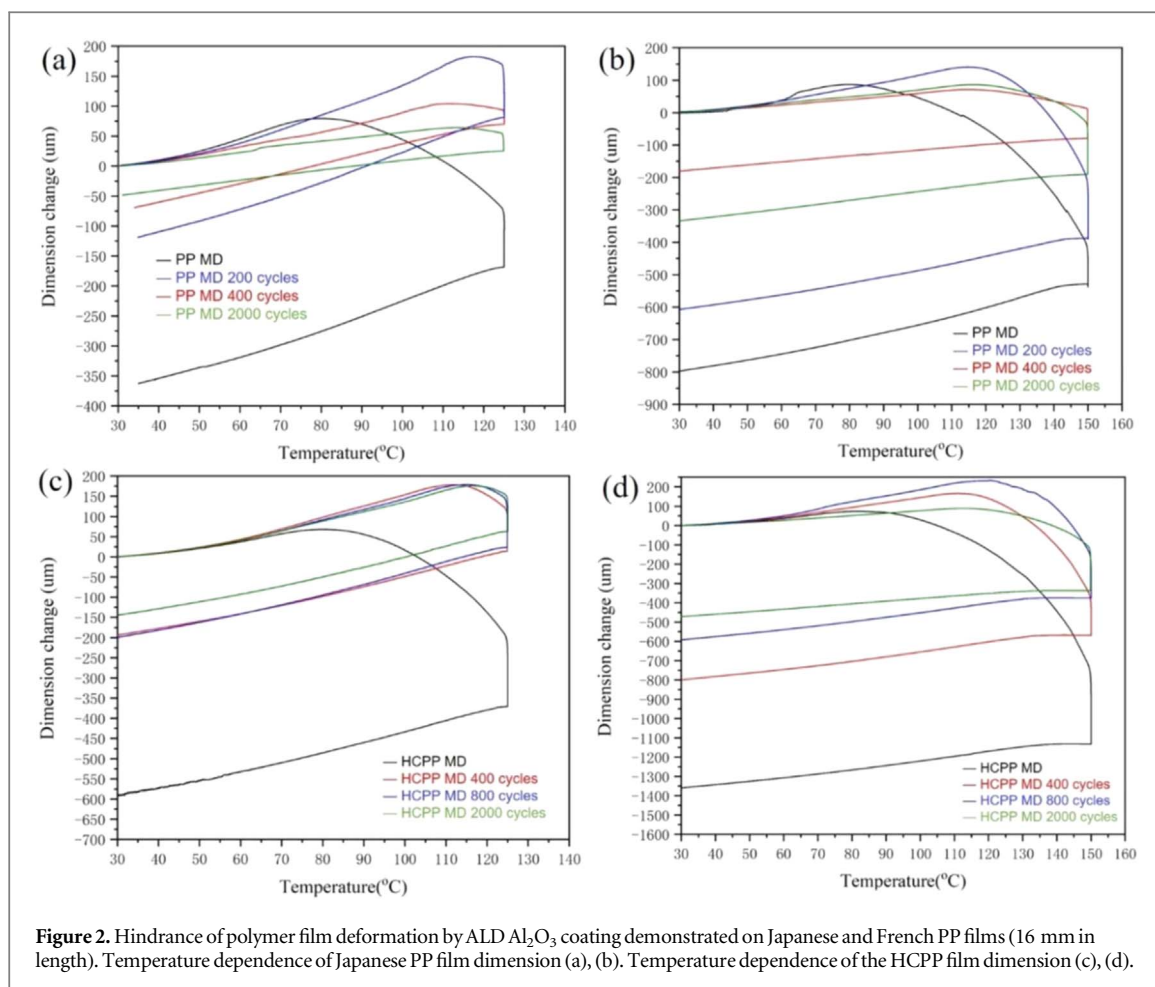 (a)
200
150
100
50
0
-50
-100
-150
-200
-250
-300
-350
-400
Dimension change (um)
PP MD
PP MD 200 cycles
PP MD 400 cycles
PP MD 2000 cycles
30 40 50 60 70 80 90 100 110 120 130 140
Temperature(°C)
(b)
200
100
0
-100
-200
-300
-400
-500
-600
-700
-800
-900
Dimension change (um)
PP MD
PP MD 200 cycles
PP MD 400 cycles
PP MD 2000 cycles
30 40 50 60 70 80 90 100 110 120 130 140 150 160
Temperature(°C)
(c)
200
150
100
50
0
-50
-100
-150
-200
-250
-300
-350
-400
-450
-500
-550
-600
-650
-700
Dimension change (um)
HCPP MD
HCPP MD 400 cycles
HCPP MD 800 cycles
HCPP MD 2000 cycles
30 40 50 60 70 80 90 100 110 120 130 140
Temperature(°C)
(d)
200
100
0
-100
-200
-300
-400
-500
-600
-700
-800
-900
-1000
-1100
-1200
-1300
-1400
-1500
-1600
Dimension change (um)
HCPP MD
HCPP MD 400 cycles
HCPP MD 800 cycles
HCPP MD 2000 cycles
30 40 50 60 70 80 90 100 110 120 130 140 150 160
Temperature(°C)
Figure 2. Hindrance of polymer film deformation by ALD Al₂O₃ coating demonstrated on Japanese and French PP films (16 mm in
length). Temperature dependence of Japanese PP film dimension (a), (b). Temperature dependence of the HCPP film dimension (c), (d).